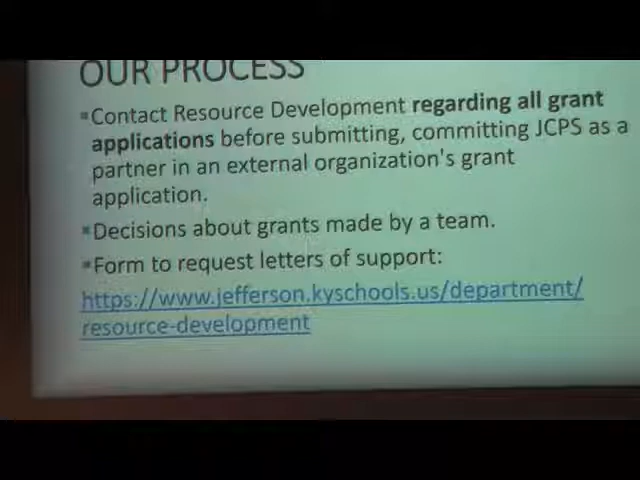 OUR PROCESS
▪Contact Resource Development regarding all grant
applications before submitting, committing JCPS as a
partner in an external organization's grant
application.
▪Decisions about grants made by a team.
▪Form to request letters of support:
https://www.jefferson.kyschools.us/department/
resource-development